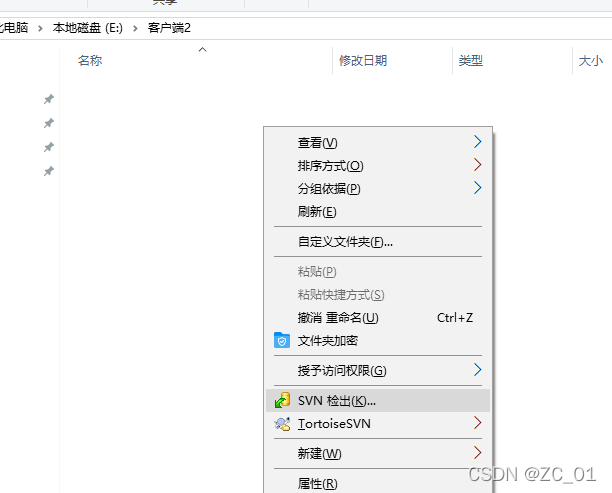 共享
电脑 > 本地磁盘 (E:) > 客户端2
名称 修改日期 类型 大小
查看(V)
排序方式(O)
分组依据(P)
刷新(E)
自定义文件夹(F)...
粘贴(P)
粘贴快捷方式(S)
撤消 重命名(U) Ctrl+Z
文件夹加密
授予访问权限(G)
SVN 检出(K)...
TortoiseSVN
新建(W)
属性(R)
CSDN @ZC_01